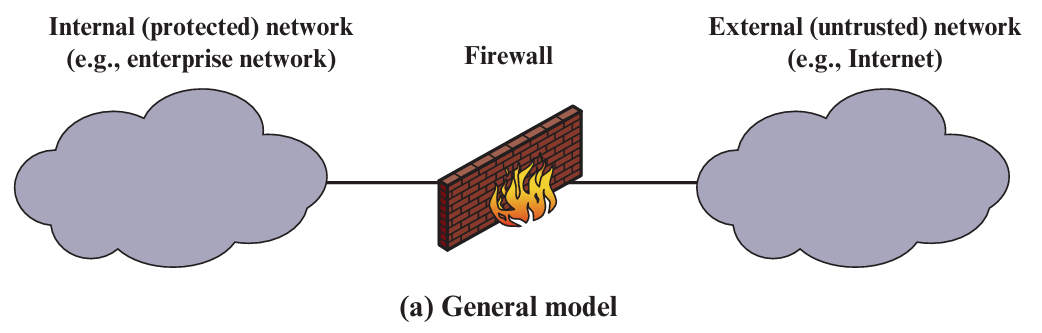 Internal (protected) network
(e.g., enterprise network)
Firewall
External (untrusted) network
(e.g., Internet)
(a) General model